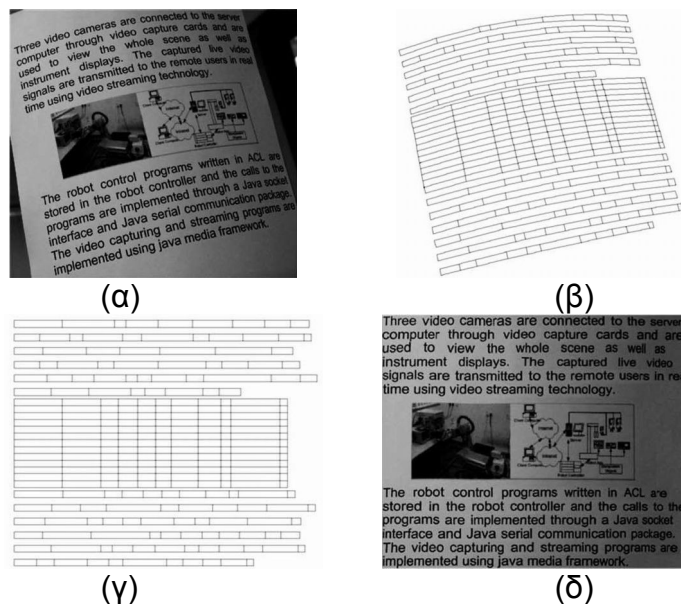 Three video cameras are connected to the server
computer through video capture cards and are
used to view the whole scene as well as
instrument displays. The captured live video
signals are transmitted to the remote users in real
time using video streaming technology.
Internet
The robot control programs written in ACL are
stored in the robot controller and the calls to the
programs are implemented through a Java socket
interface and Java serial communication package.
The video capturing and streaming programs are
implemented using java media framework.
(α)
(β)
Three video cameras are connected to the server
computer through video capture cards and are
used to view the whole scene as well as
instrument displays. The captured live video
signals are transmitted to the remote users in real
time using video streaming technology.
Client Computer
Internet
Intranet
Client Computer
The robot control programs written in ACL are
stored in the robot controller and the calls to the
programs are implemented through a Java socket
interface and Java serial communication package.
The video capturing and streaming programs are
implemented using java media framework.
(γ)
(δ)